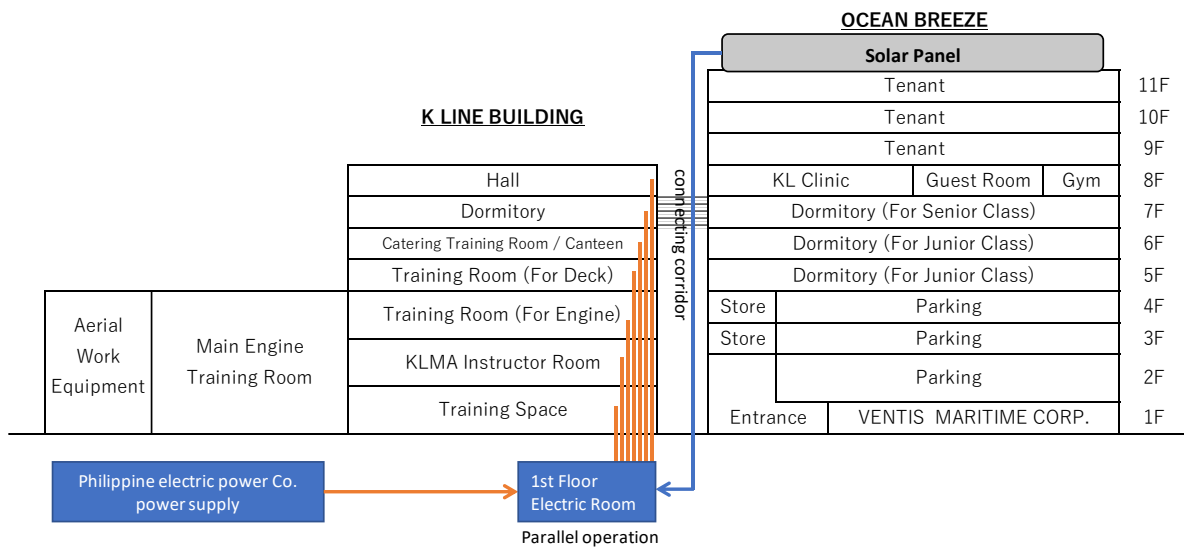 OCEAN BREEZE
Solar Panel
Tenant
11F
Tenant
10F
Tenant
9F
KL Clinic
Guest Room
Gym
8F
Dormitory (For Senior Class)
7F
Dormitory (For Junior Class)
6F
Dormitory (For Junior Class)
5F
Store
Parking
4F
Store
Parking
3F
Parking
2F
Entrance
VENTIS MARITIME CORP.
1F
connecting corridor
K LINE BUILDING
Hall
Dormitory
Catering Training Room / Canteen
Training Room (For Deck)
Training Room (For Engine)
KLMA Instructor Room
Training Space
Aerial
Work
Equipment
Main Engine
Training Room
Philippine electric power Co.
power supply
1st Floor
Electric Room
Parallel operation